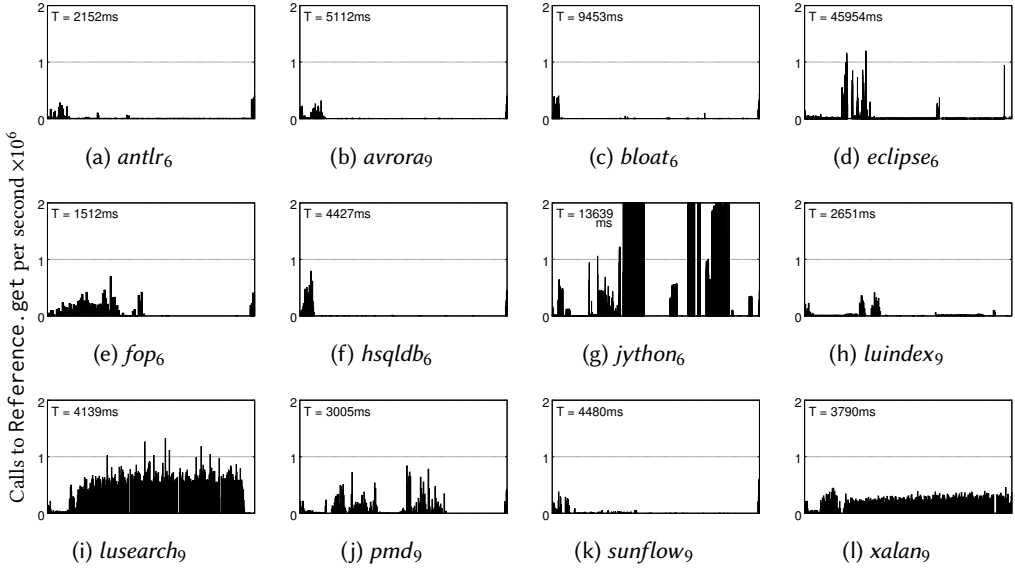 Calls to Reference.get per second ×10⁶
2
1
0
T = 2152ms
(a) antlr₆
2
1
0
T = 5112ms
(b) avrora₉
2
1
0
T = 9453ms
(c) bloat₆
2
1
0
T = 45954ms
(d) eclipse₆
2
1
0
T = 1512ms
(e) fop₆
2
1
0
T = 4427ms
(f) hsqldb₆
2
1
0
T = 13639
ms
(g) jython₆
2
1
0
T = 2651ms
(h) luindex₉
2
1
0
T = 4139ms
(i) lusearch₉
2
1
0
T = 3005ms
(j) pmd₉
2
1
0
T = 4480ms
(k) sunflow₉
2
1
0
T = 3790ms
(l) xalan₉